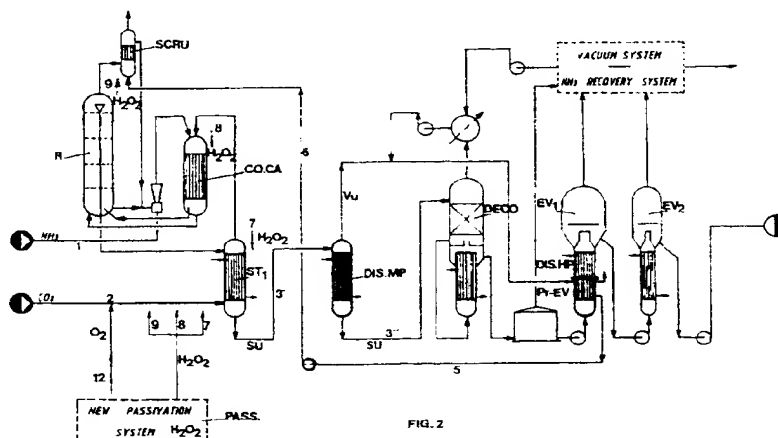 SCRU
9
H₂O₂
R
8
H₂O₂
CO.CA
6
VACUUM SYSTEM
NH₃ RECOVERY SYSTEM
Vu
DECO
EV₁
EV₂
NH₃
1
7
H₂O₂
ST₁
DIS.MP
DIS.HP
Pr-EV
CO₂
2
3
3
SU
SU
O₂
9
8
7
H₂O₂
5
12
NEW PASSIVATION
SYSTEM H₂O₂
PASS.
FIG. 2